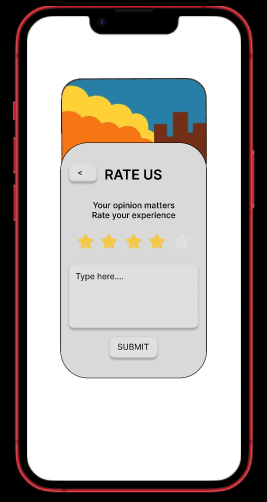 <
RATE US
Your opinion matters
Rate your experience
Type here....
SUBMIT